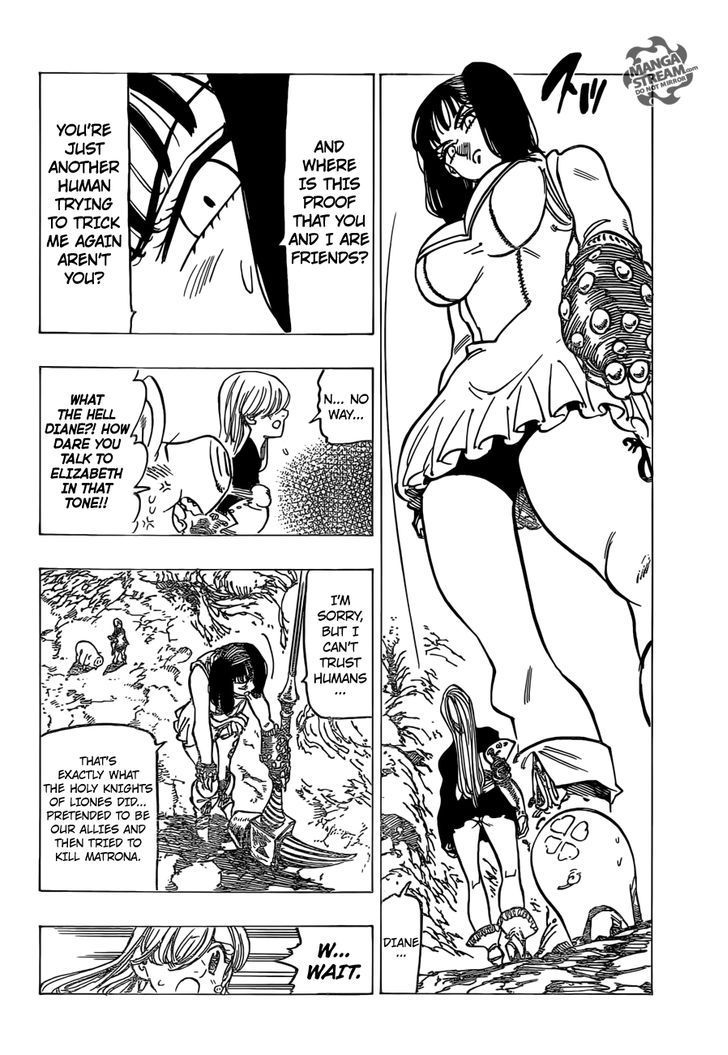 MANGA
STREAM.com
DO NOT MIRROR
ズッ
DIANE
...
AND
WHERE
IS THIS
PROOF
THAT YOU
AND I ARE
FRIENDS?
YOU'RE
JUST
ANOTHER
HUMAN
TRYING
TO TRICK
ME AGAIN
AREN'T
YOU?
N... NO
WAY...
WHAT
THE HELL
DIANE?! HOW
DARE YOU
TALK TO
ELIZABETH
IN THAT
TONE!!
I'M
SORRY,
BUT I
CAN'T
TRUST
HUMANS
...
THAT'S
EXACTLY WHAT
THE HOLY KNIGHTS
OF LIONES DID...
PRETENDED TO BE
OUR ALLIES AND
THEN TRIED TO
KILL MATRONA.
W...
WAIT.